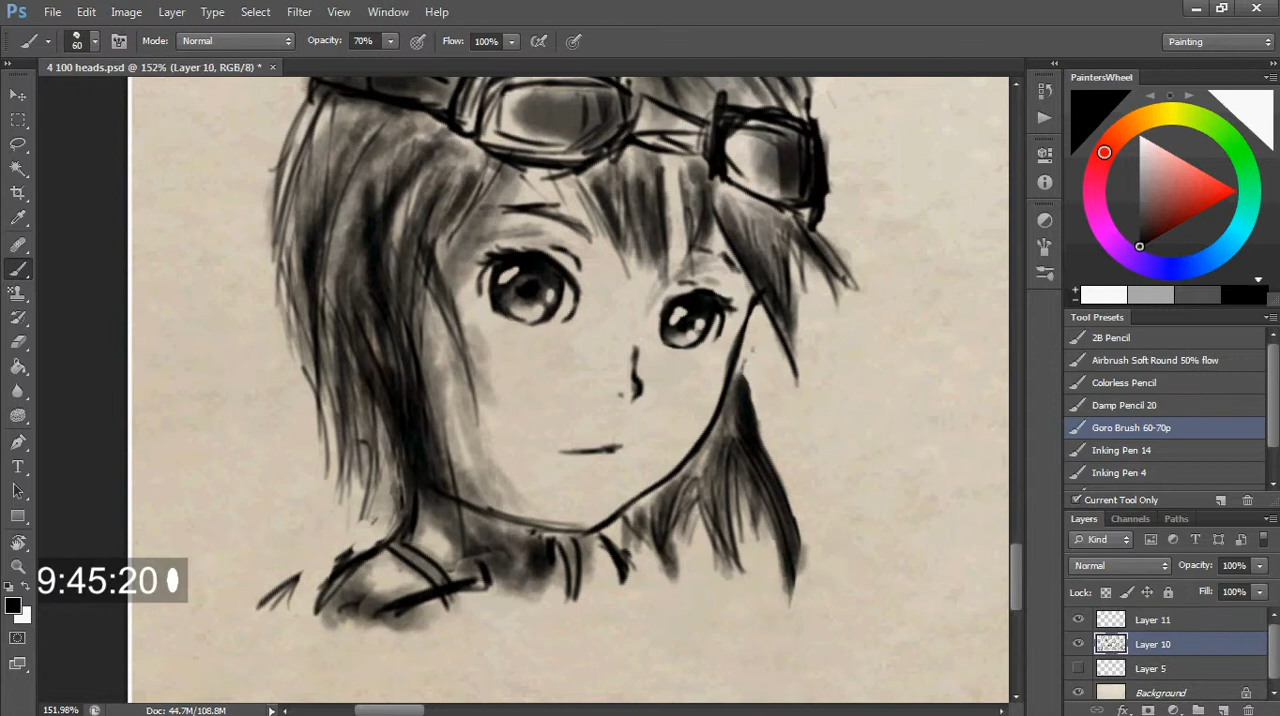 Ps File Edit Image Layer Type Select Filter View Window Help
60 Mode: Normal Opacity: 70% Flow: 100% Painting
4 100 heads.psd @ 152% (Layer 10, RGB/8) * ×
PaintersWheel
Tool Presets
2B Pencil
Airbrush Soft Round 50% flow
Colorless Pencil
Damp Pencil 20
Goro Brush 60-70p
Inking Pen 14
Inking Pen 4
Current Tool Only
Layers Channels Paths
Kind
Normal Opacity: 100%
Lock: Fill: 100%
Layer 11
Layer 10
Layer 5
Background
9:45:20
151.98% Doc: 44.7M/108.8M